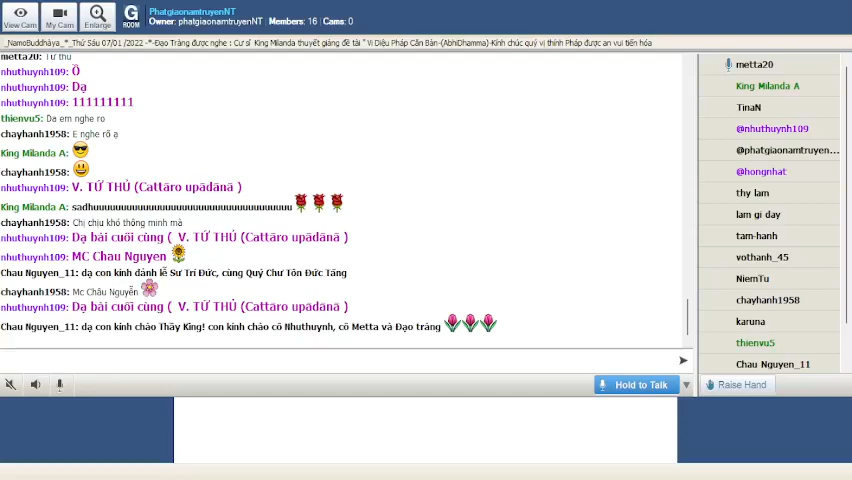 PhatgiaonamtruyenNT
Owner: phatgiaonamtruyenNT | Members: 16 | Cams: 0
View Cam
My Cam
Enlarge
G
ROOM
_NamoBuddhàya_*_Thứ Sáu 07/01 /2022 -*-Đạo Tràng được nghe : Cư sĩ King Milanda thuyết giảng đề tài " Vi Diệu Pháp Căn Bản-(AbhiDhamma)-Kính chúc quý vị thính Pháp được an vui tiến hóa
metta20: Tứ thủ
nhuthuynh109: Ồ
nhuthuynh109: Dạ
nhuthuynh109: 111111111
thienvu5: Da em nghe ro
chayhanh1958: E nghe rõ ạ
King Milanda A:
chayhanh1958:
nhuthuynh109: V. TỨ THỦ (Cattāro upādānā )
King Milanda A: sadhuuuuuuuuuuuuuuuuuuuuuuuuuuuuuuuuuuu
chayhanh1958: Chị chịu khó thông minh mà
nhuthuynh109: Dạ bài cuối cùng ( V. TỨ THỦ (Cattāro upādānā )
nhuthuynh109: MC Chau Nguyen
Chau Nguyen_11: dạ con kính đảnh lễ Sư Trí Đức, cùng Quý Chư Tôn Đức Tăng
chayhanh1958: Mc Châu Nguyễn
nhuthuynh109: Dạ bài cuối cùng ( V. TỨ THỦ (Cattāro upādānā )
Chau Nguyen_11: dạ con kính chào Thầy King! con kính chào cô Nhuthuynh, cô Metta và Đạo tràng
Hold to Talk
metta20
King Milanda A
TinaN
@nhuthuynh109
@phatgiaonamtruyen...
@hongnhat
thy lam
lam gi day
tam-hanh
vothanh_45
NiemTu
chayhanh1958
karuna
thienvu5
Chau Nguyen_11
Raise Hand